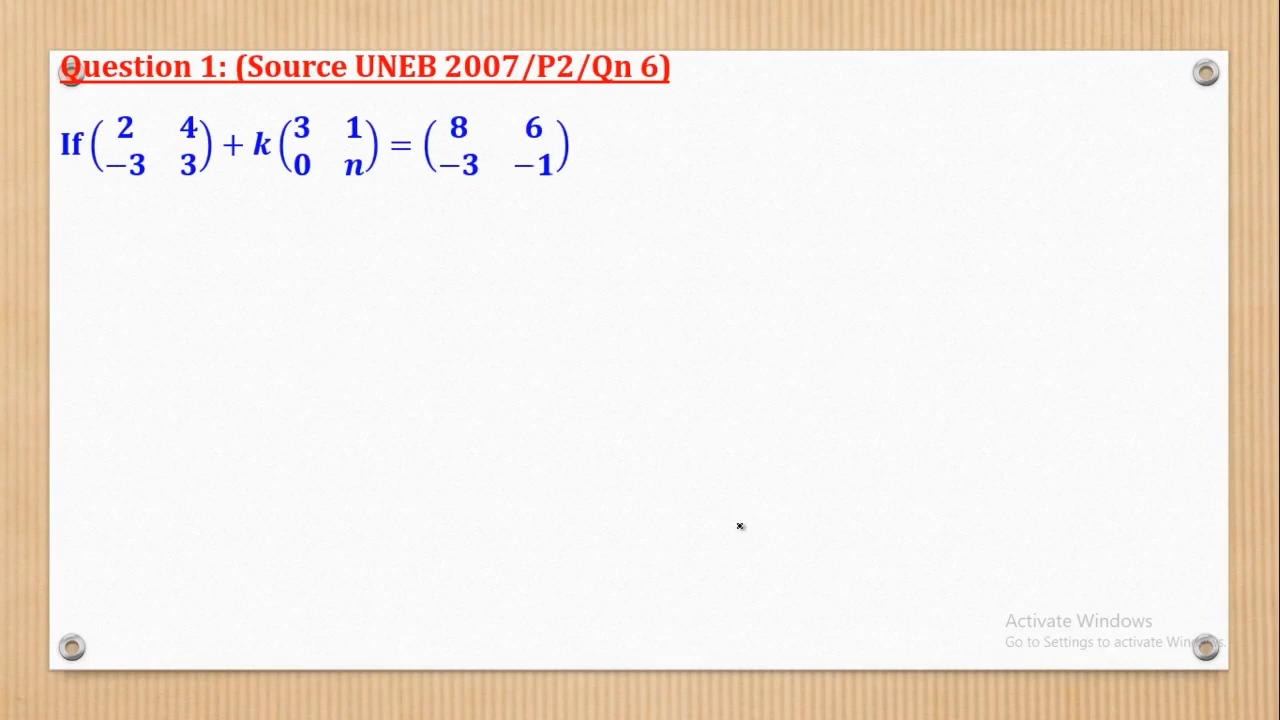 Question 1: (Source UNEB 2007/P2/Qn 6)
If (2 4 −3 3) + k (3 1 0 n) = (8 6 −3 −1)
Activate Windows
Go to Settings to activate Windows.